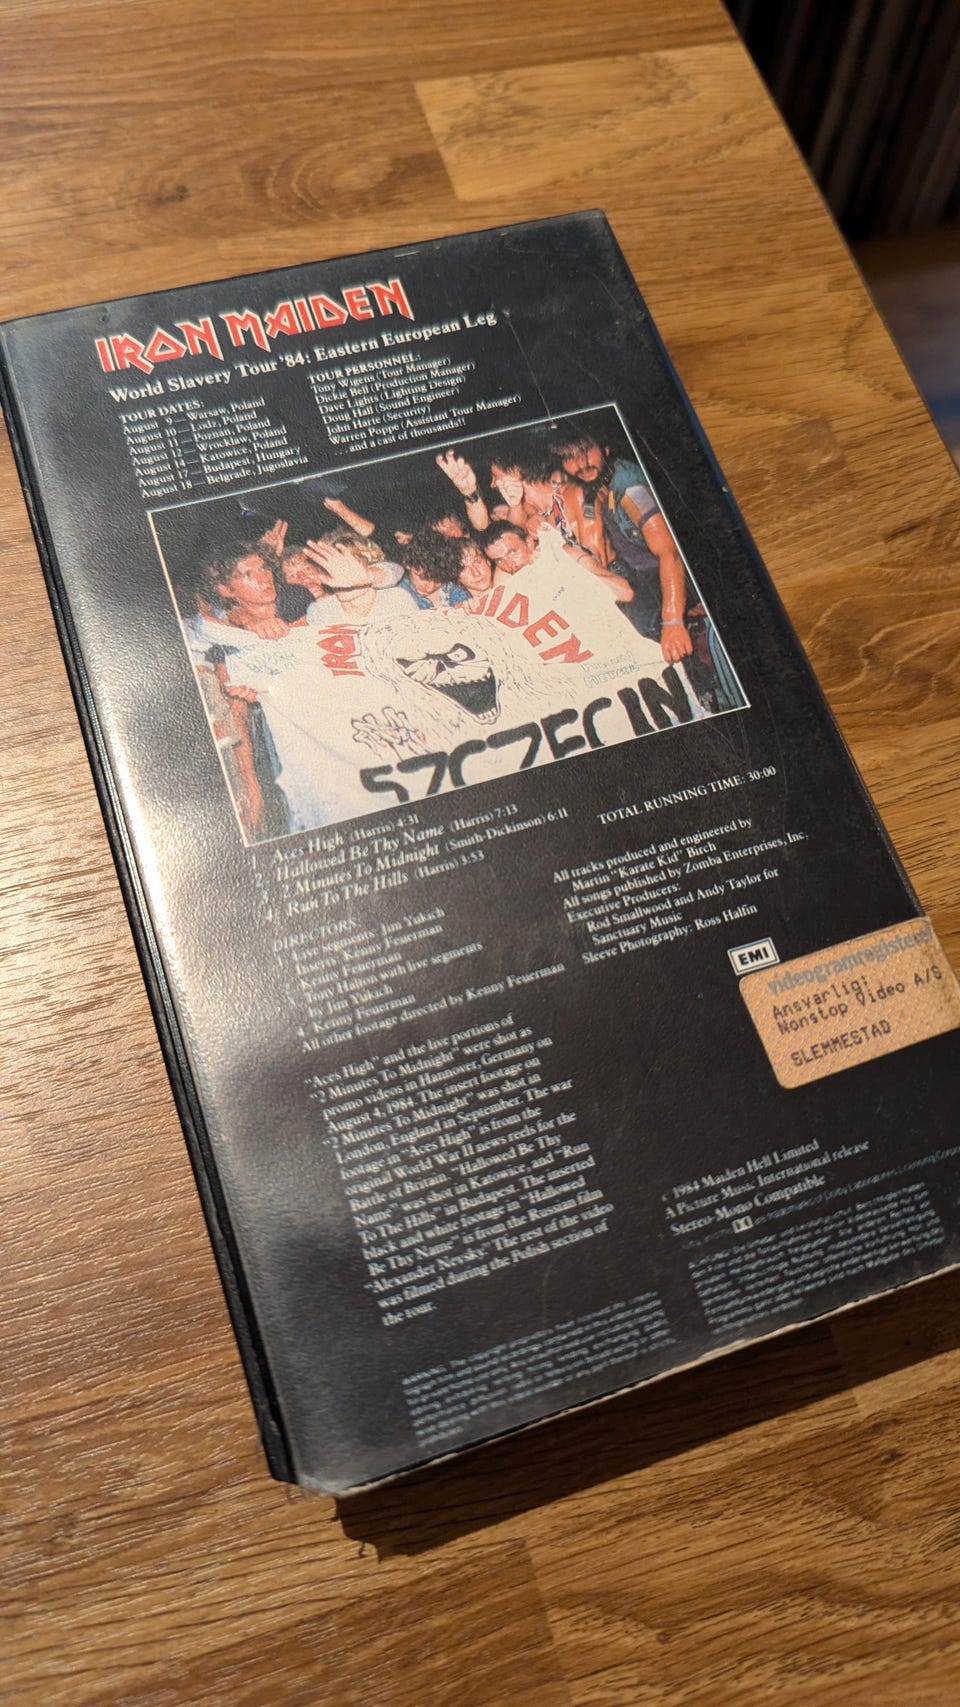 IRON MAIDEN
World Slavery Tour '84: Eastern European Leg
TOUR DATES:
August 9 — Warsaw, Poland
August 10 — Lodz, Poland
August 11 — Poznan, Poland
August 12 — Wrocklaw, Poland
August 14 — Katowice, Poland
August 17 — Budapest, Hungary
August 18 — Belgrade, Jugoslavia
TOUR PERSONNEL:
Tony Wigens (Tour Manager)
Dickie Bell (Production Manager)
Dave Lights (Lighting Design)
Doug Hall (Sound Engineer)
John Harte (Security)
Warren Poppe (Assistant Tour Manager)
...and a cast of thousands!!
IRON MAIDEN
SZCZECIN
1. Aces High (Harris) 4:31
2. Hallowed Be Thy Name (Harris) 7:13
3. 2 Minutes To Midnight (Smith-Dickinson) 6:11
4. Run To The Hills (Harris) 3:53
TOTAL RUNNING TIME: 30:00
DIRECTORS:
1. Live segments: Jim Yukich
Inserts: Kenny Feuerman
2. Kenny Feuerman
3. Tony Halton with live segments
by Jim Yukich
4. Kenny Feuerman
All other footage directed by Kenny Feuerman
All tracks produced and engineered by
Martin "Karate Kid" Birch
All songs published by Zomba Enterprises, Inc.
Executive Producers:
Rod Smallwood and Andy Taylor for
Sanctuary Music
Sleeve Photography: Ross Halfin
EMI
videogramregisteret
Ansvarlig:
Nonstop Video A/S
SLEMMESTAD
"Aces High" and the live portions of
"2 Minutes To Midnight" were shot as
promo videos in Hannover, Germany on
August 4, 1984. The insert footage on
"2 Minutes To Midnight" was shot in
London, England in September. The war
footage in "Aces High" is from the
original World War II news reels for the
Battle of Britain. "Hallowed Be Thy
Name" was shot in Katowice, and "Run
To The Hills" in Budapest. The inserted
black and white footage in "Hallowed
Be Thy Name" is from the Russian film
"Alexander Nevsky." The rest of the video
was filmed during the Polish section of
the tour.
© 1984 Maiden Hell Limited
A Picture Music International release
Stereo-Mono Compatible